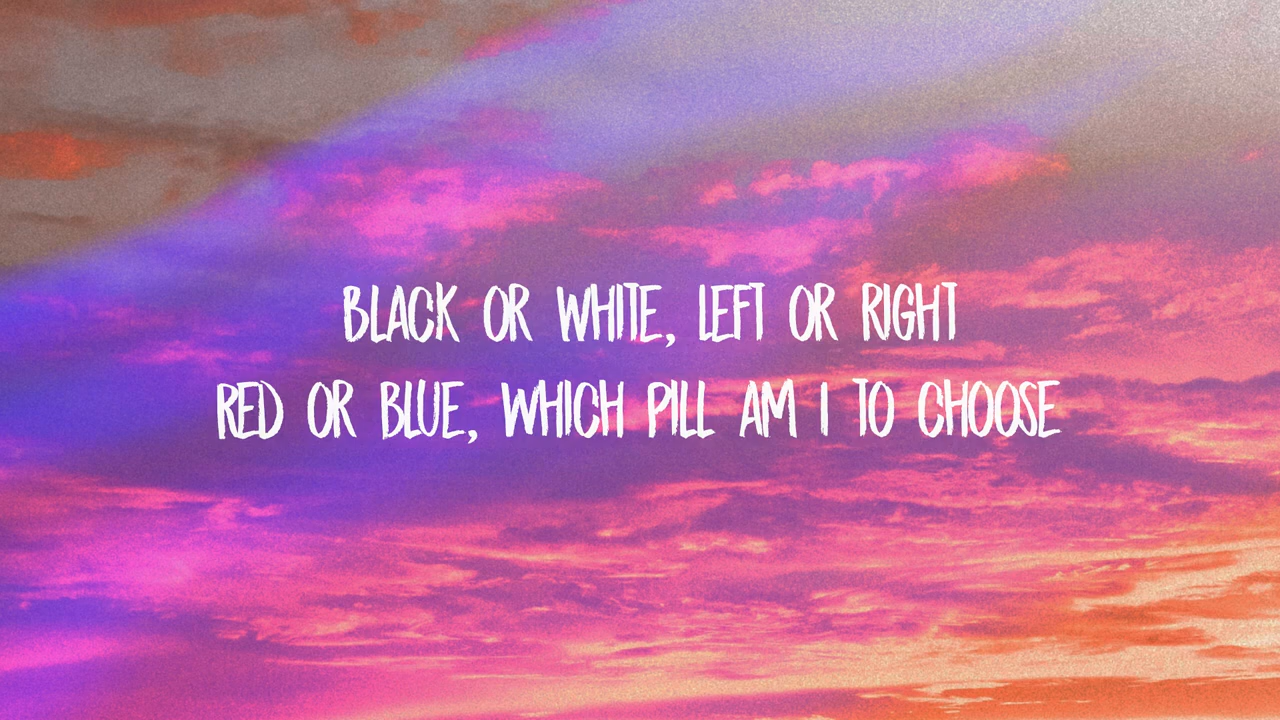 BLACK OR WHITE, LEFT OR RIGHT
RED OR BLUE, WHICH PILL AM I TO CHOOSE